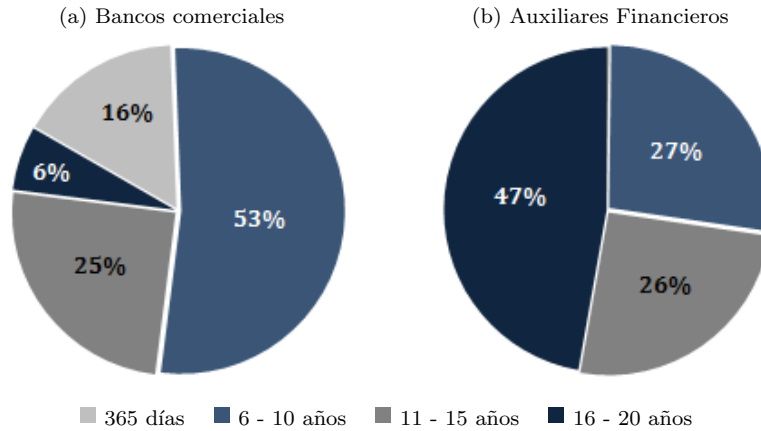 (a) Bancos comerciales
(b) Auxiliares Financieros
16%
6%
53%
25%
27%
47%
26%
365 días
6 - 10 años
11 - 15 años
16 - 20 años